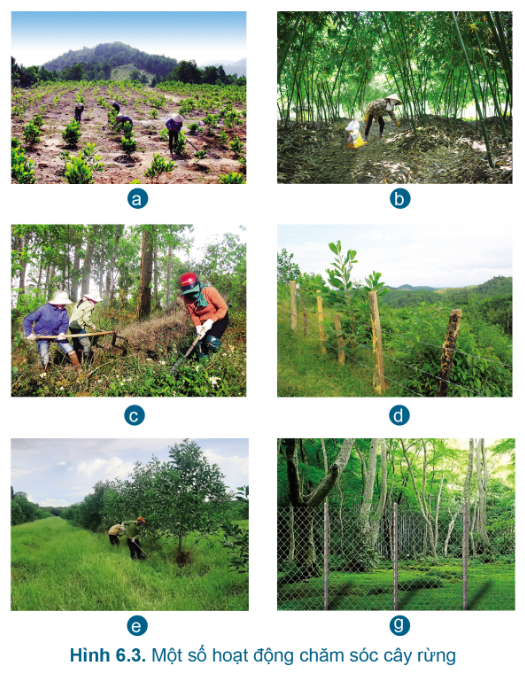 a
b
c
d
e
g
Hình 6.3. Một số hoạt động chăm sóc cây rừng